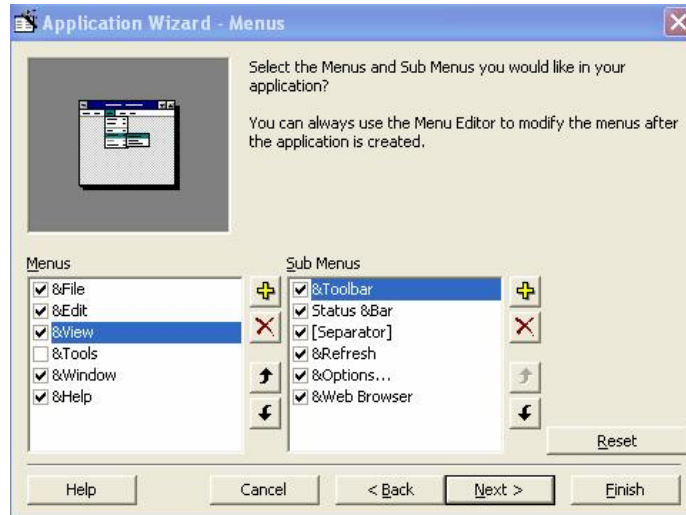 Application Wizard - Menus
Select the Menus and Sub Menus you would like in your
application?
You can always use the Menu Editor to modify the menus after
the application is created.
Menus
&File
&Edit
&View
&Tools
&Window
&Help
Sub Menus
&Toolbar
Status &Bar
[Separator]
&Refresh
&Options...
&Web Browser
Reset
Help
Cancel
< Back
Next >
Finish